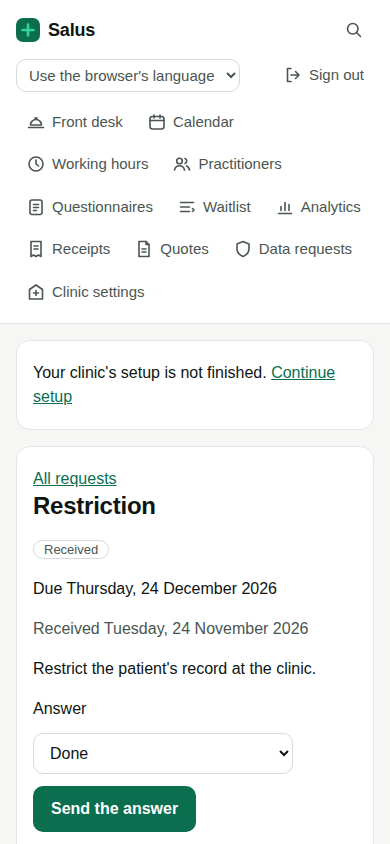 Salus
Use the browser's language
Sign out
Front desk
Calendar
Working hours
Practitioners
Questionnaires
Waitlist
Analytics
Receipts
Quotes
Data requests
Clinic settings
Your clinic's setup is not finished. Continue
setup
All requests
Restriction
Received
Due Thursday, 24 December 2026
Received Tuesday, 24 November 2026
Restrict the patient's record at the clinic.
Answer
Done
Send the answer